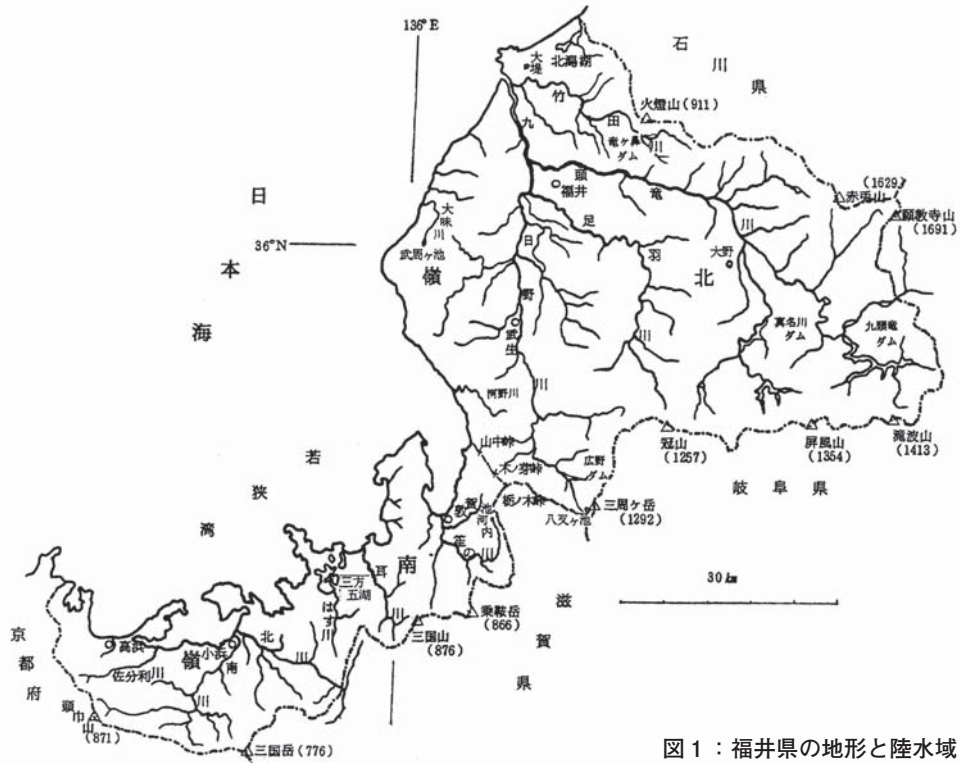 136°E
石川県
大堤
北潟湖
竹田川
火燈山(911)
竜ヶ鼻ダム
九頭竜川
福井
(1629)
赤兎山
願教寺山
(1691)
日本海
大味川
36°N
武周ヶ池
嶺北
足羽川
大野
日野川
武生
真名川ダム
九頭竜ダム
河野川
山中峠
木ノ芽峠
栃ノ木峠
広野ダム
冠山
(1257)
屏風山
(1354)
滝波山
(1413)
岐阜県
三周ヶ岳
(1292)
若狭湾
敦賀
池河内
笙の川
30km
三方五湖
耳川
はす川
嶺南
乗鞍岳
(866)
三国山
(876)
滋賀県
京都府
高浜
小浜
北川
佐分利川
南川
頭巾山
(871)
三国岳(776)
図1:福井県の地形と陸水域